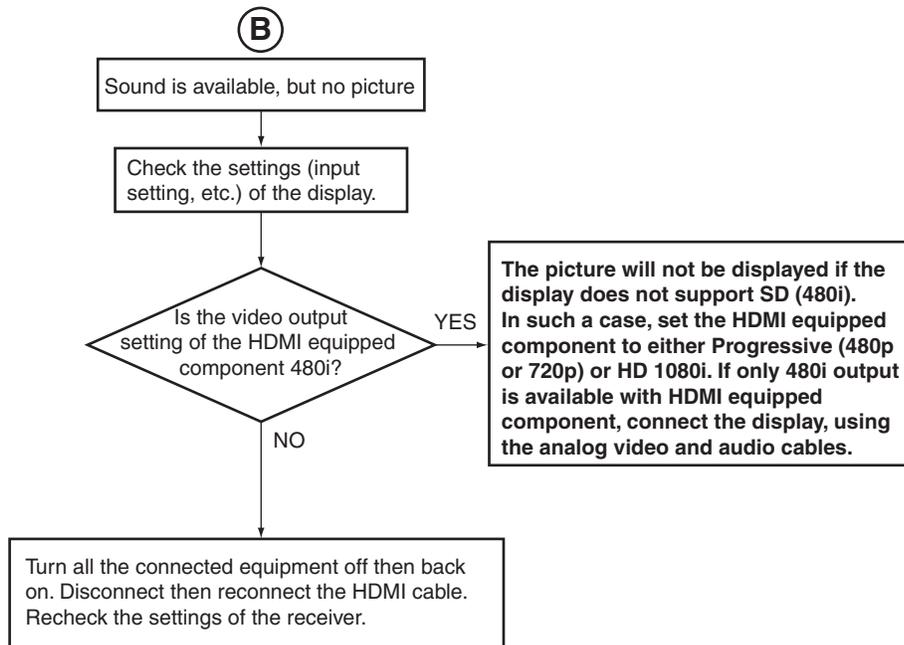 B
Sound is available, but no picture
Check the settings (input
setting, etc.) of the display.
Is the video output
setting of the HDMI equipped
component 480i?
YES
The picture will not be displayed if the
display does not support SD (480i).
In such a case, set the HDMI equipped
component to either Progressive (480p
or 720p) or HD 1080i. If only 480i output
is available with HDMI equipped
component, connect the display, using
the analog video and audio cables.
NO
Turn all the connected equipment off then back
on. Disconnect then reconnect the HDMI cable.
Recheck the settings of the receiver.